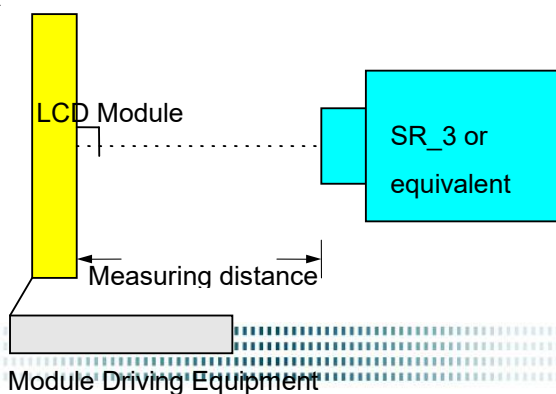 LCD Module
SR_3 or
equivalent
Measuring distance
Module Driving Equipment